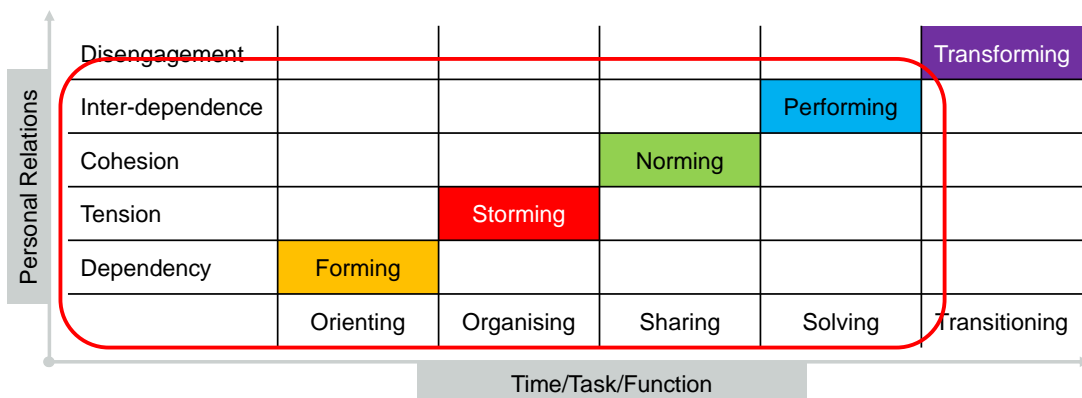 Personal Relations
Disengagement
Transforming
Inter-dependence
Performing
Cohesion
Norming
Tension
Storming
Dependency
Forming
Orienting
Organising
Sharing
Solving
Transitioning
Time/Task/Function